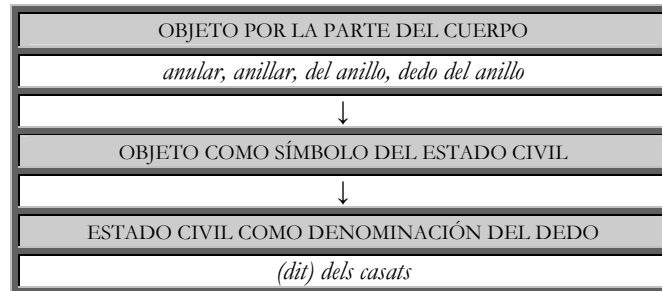 OBJETO POR LA PARTE DEL CUERPO
anular, anillar, del anillo, dedo del anillo
↓
OBJETO COMO SÍMBOLO DEL ESTADO CIVIL
↓
ESTADO CIVIL COMO DENOMINACIÓN DEL DEDO
(dit) dels casats